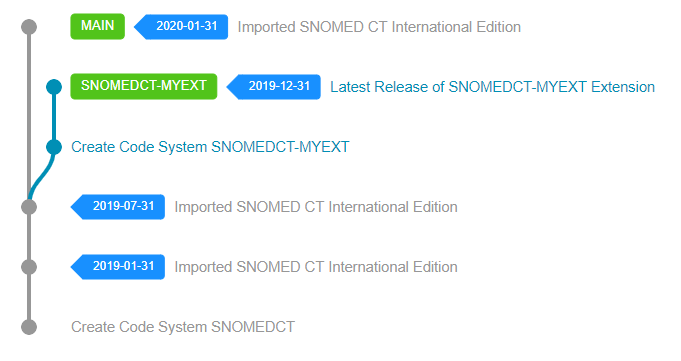 MAIN 2020-01-31 Imported SNOMED CT International Edition
SNOMEDCT-MYEXT 2019-12-31 Latest Release of SNOMEDCT-MYEXT Extension
Create Code System SNOMEDCT-MYEXT
2019-07-31 Imported SNOMED CT International Edition
2019-01-31 Imported SNOMED CT International Edition
Create Code System SNOMEDCT